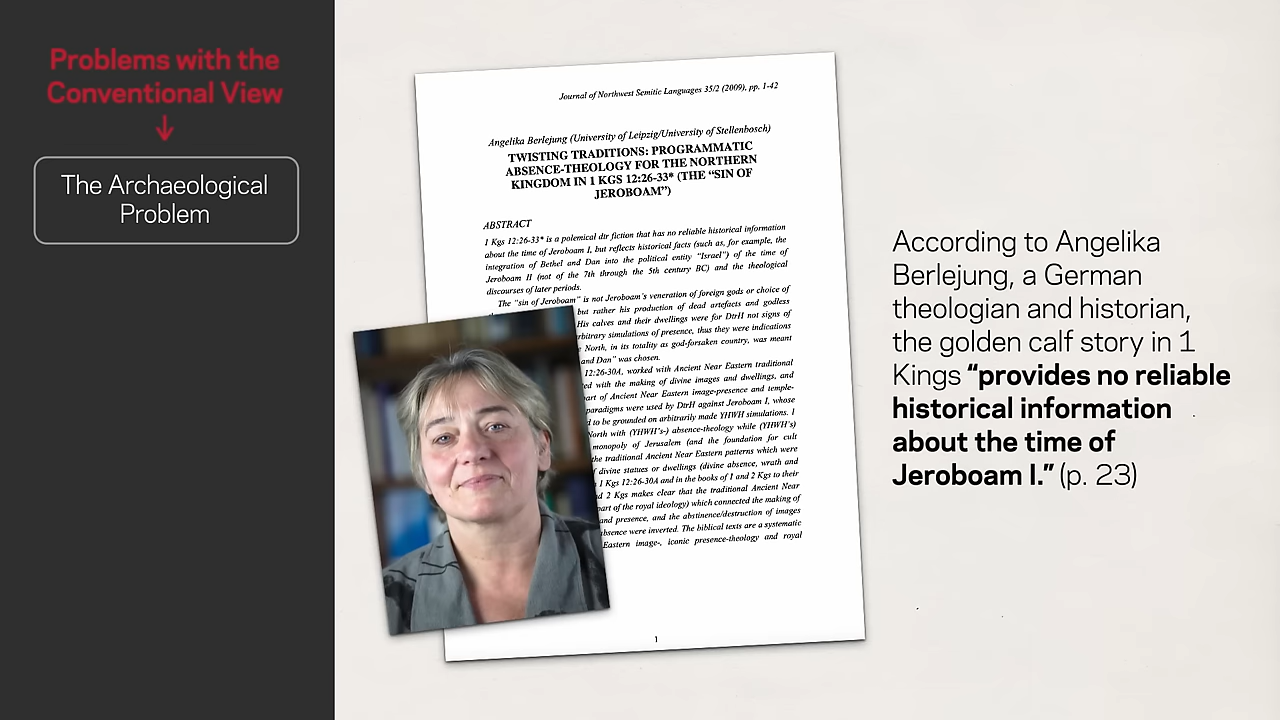 Problems with the
Conventional View
The Archaeological
Problem
Journal of Northwest Semitic Languages 35/2 (2009), pp. 1-42
Angelika Berlejung (University of Leipzig/University of Stellenbosch)
TWISTING TRADITIONS: PROGRAMMATIC
ABSENCE-THEOLOGY FOR THE NORTHERN
KINGDOM IN 1 KGS 12:26-33* (THE “SIN OF
JEROBOAM”)
ABSTRACT
1 Kgs 12:26-33* is a polemical dtr fiction that has no reliable historical information
about the time of Jeroboam I, but reflects historical facts (such as, for example, the
integration of Bethel and Dan into the political entity “Israel”) of the time of
Jeroboam II (not of the 7th through the 5th century BC) and the theological
discourses of later periods.
The “sin of Jeroboam” is not Jeroboam's veneration of foreign gods or choice of
but rather his production of dead artefacts and godless
His calves and their dwellings were for DtrH not signs of
arbitrary simulations of presence, thus they were indications
North, in its totality as god-forsaken country, was meant
and Dan” was chosen.
12:26-30A, worked with Ancient Near Eastern traditional
with the making of divine images and dwellings, and
part of Ancient Near Eastern image-presence and temple-
paradigms were used by DtrH against Jeroboam I, whose
to be grounded on arbitrarily made YHWH simulations. 1
North with (YHWH's-) absence-theology while (YHWH's)
monopoly of Jerusalem (and the foundation for cult
the traditional Ancient Near Eastern patterns which were
divine statues or dwellings (divine absence, wrath and
1 Kgs 12:26-30A and in the books of 1 and 2 Kgs to their
2 Kgs makes clear that the traditional Ancient Near
part of the royal ideology) which connected the making of
and presence, and the abstinence/destruction of images
absence were inverted. The biblical texts are a systematic
Eastern image-, iconic presence-theology and royal
1
According to Angelika
Berlejung, a German
theologian and historian,
the golden calf story in 1
Kings “provides no reliable
historical information
about the time of
Jeroboam I.” (p. 23)